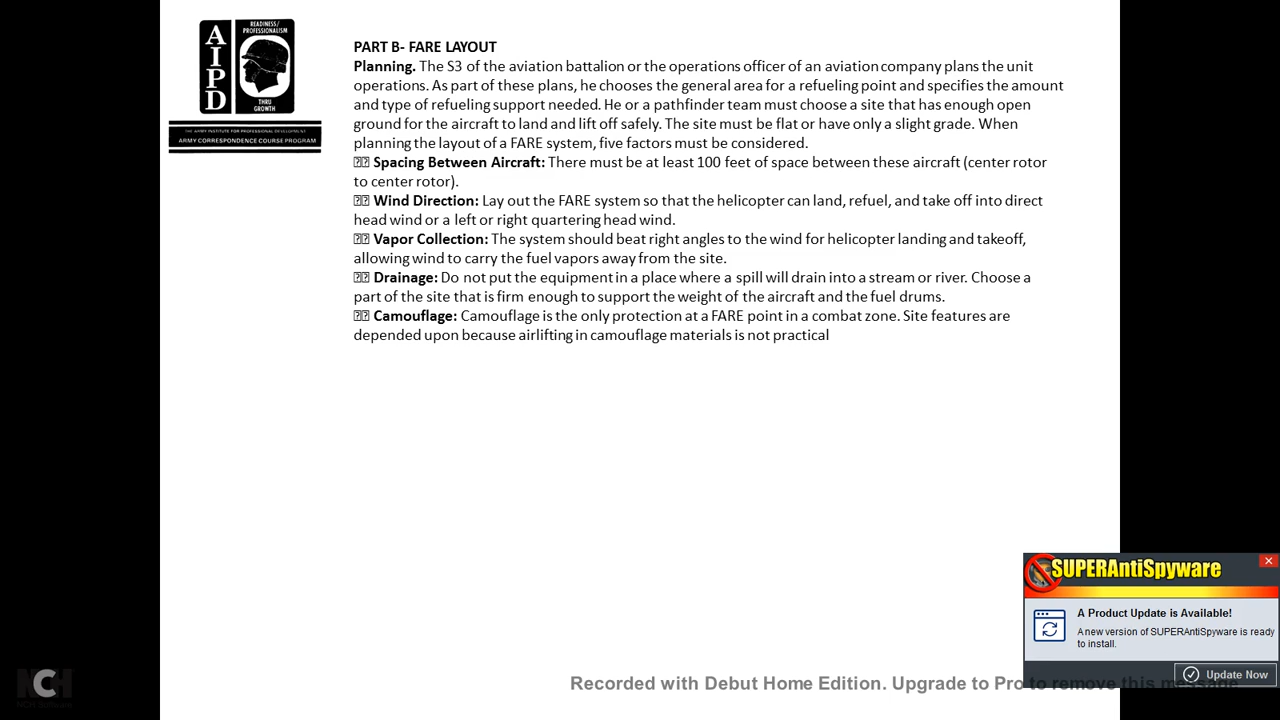 READINESS/
PROFESSIONALISM
AIPD
THRU
GROWTH
THE ARMY INSTITUTE FOR PROFESSIONAL DEVELOPMENT
ARMY CORRESPONDENCE COURSE PROGRAM
PART B- FARE LAYOUT
Planning. The S3 of the aviation battalion or the operations officer of an aviation company plans the unit
operations. As part of these plans, he chooses the general area for a refueling point and specifies the amount
and type of refueling support needed. He or a pathfinder team must choose a site that has enough open
ground for the aircraft to land and lift off safely. The site must be flat or have only a slight grade. When
planning the layout of a FARE system, five factors must be considered.
Spacing Between Aircraft: There must be at least 100 feet of space between these aircraft (center rotor
to center rotor).
Wind Direction: Lay out the FARE system so that the helicopter can land, refuel, and take off into direct
head wind or a left or right quartering head wind.
Vapor Collection: The system should beat right angles to the wind for helicopter landing and takeoff,
allowing wind to carry the fuel vapors away from the site.
Drainage: Do not put the equipment in a place where a spill will drain into a stream or river. Choose a
part of the site that is firm enough to support the weight of the aircraft and the fuel drums.
Camouflage: Camouflage is the only protection at a FARE point in a combat zone. Site features are
depended upon because airlifting in camouflage materials is not practical
SUPERAntiSpyware
A Product Update is Available!
A new version of SUPERAntiSpyware is ready
to install.
Update Now
NCH
NCH Software
Recorded with Debut Home Edition. Upgrade to Pro to remove this message